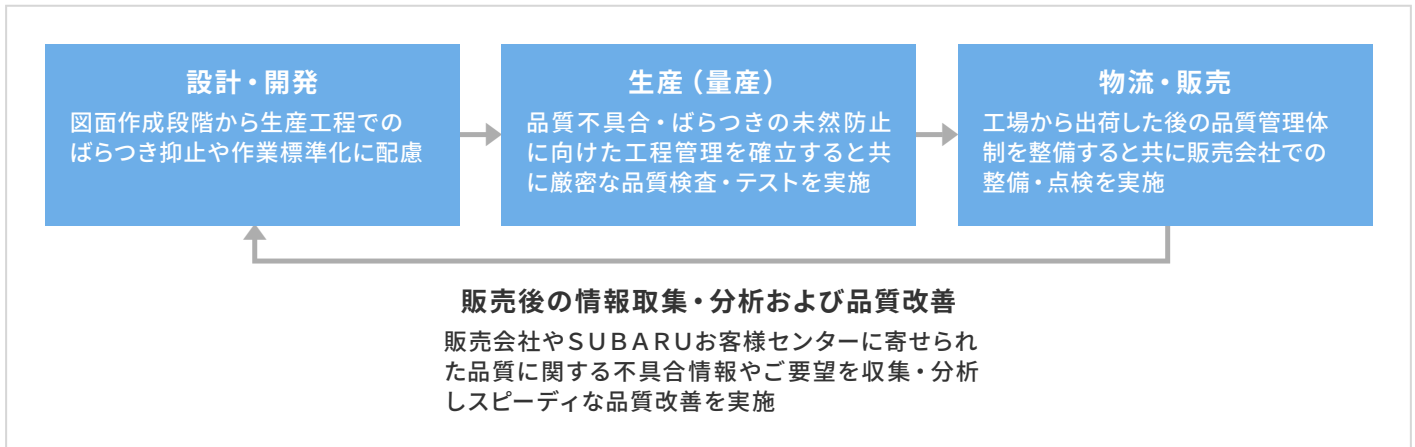 設計・開発
図面作成段階から生産工程での
ばらつき抑止や作業標準化に配慮
生産（量産）
品質不具合・ばらつきの未然防止
に向けた工程管理を確立すると共
に厳密な品質検査・テストを実施
物流・販売
工場から出荷した後の品質管理体
制を整備すると共に販売会社での
整備・点検を実施
販売後の情報取集・分析および品質改善
販売会社やSUBARUお客様センターに寄せられ
た品質に関する不具合情報やご要望を収集・分析
しスピーディな品質改善を実施